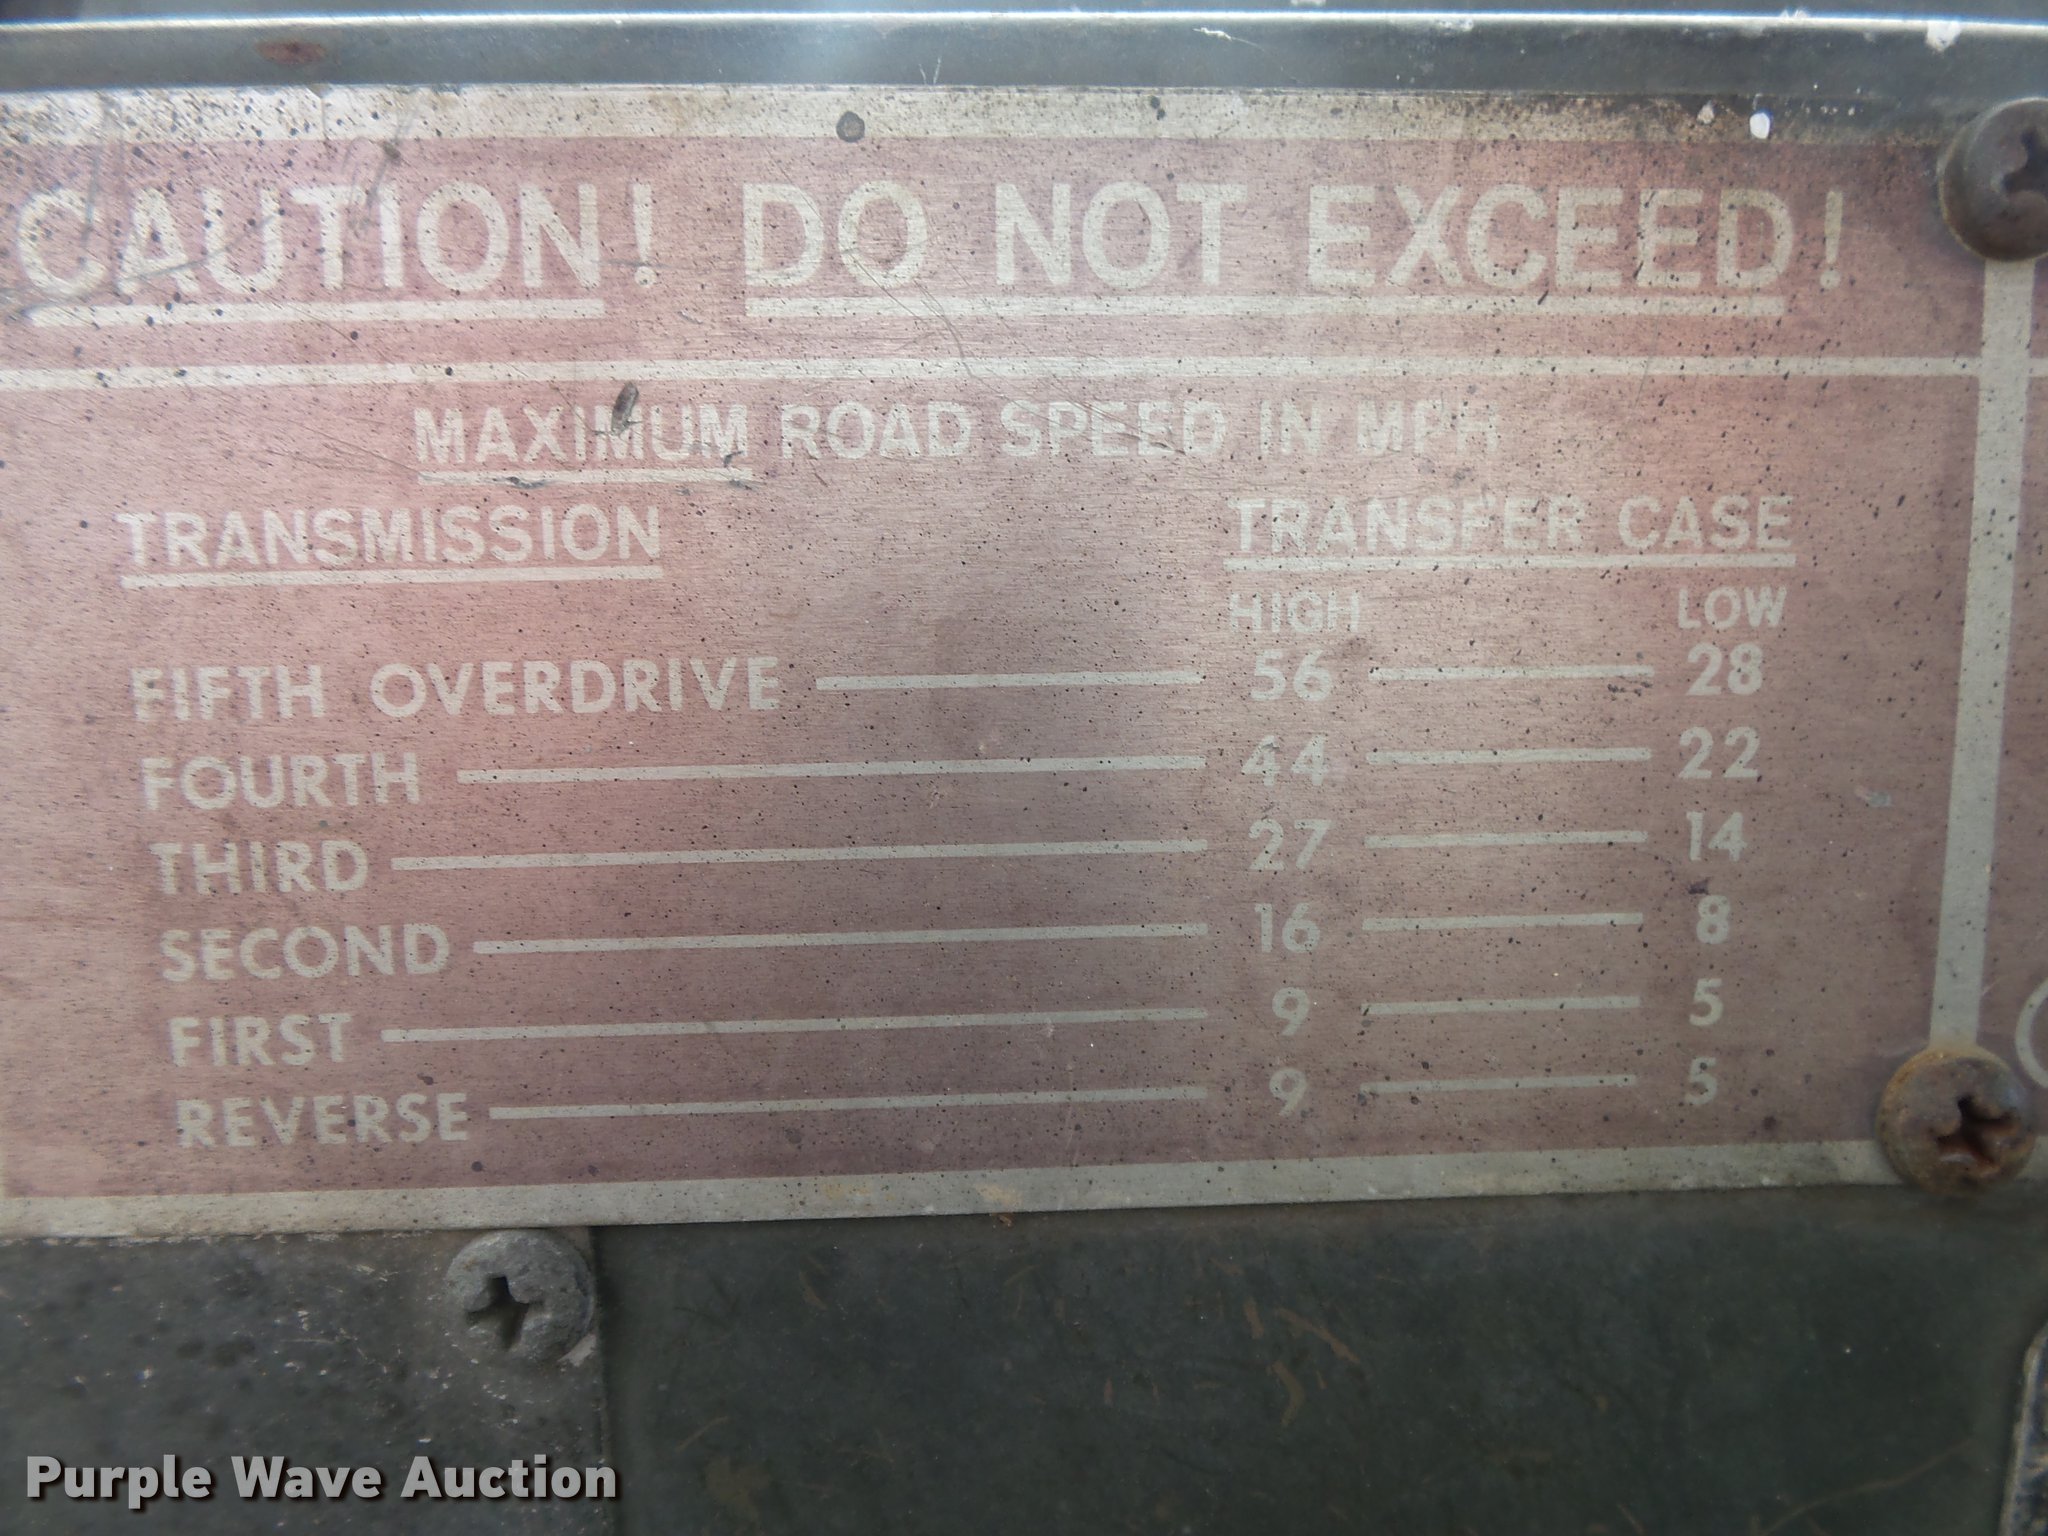 CAUTION! DO NOT EXCEED!
MAXIMUM ROAD SPEED IN MPH
TRANSMISSION TRANSFER CASE
HIGH LOW
FIFTH OVERDRIVE 56 28
FOURTH 44 22
THIRD 27 14
SECOND 16 8
FIRST 9 5
REVERSE 9 5
Purple Wave Auction